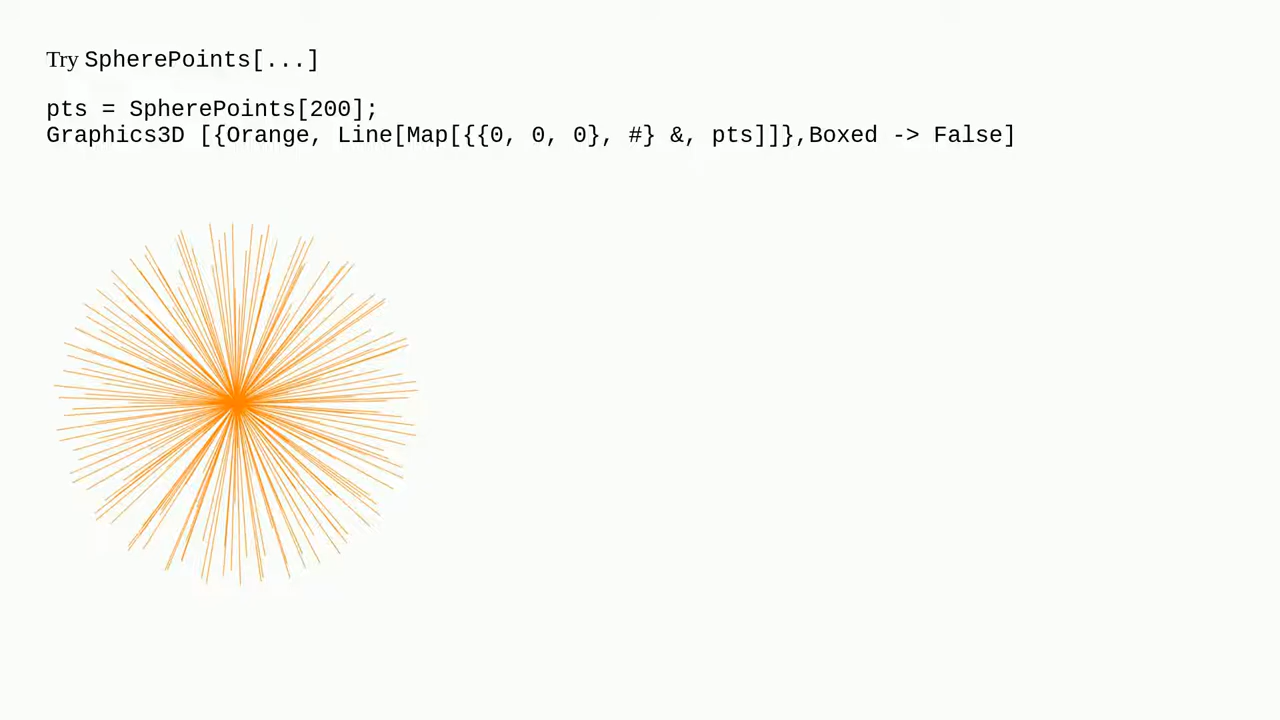 Try SpherePoints[...]
pts = SpherePoints[200];
Graphics3D [{Orange, Line[Map[{{0, 0, 0}, #} &, pts]]},Boxed -> False]